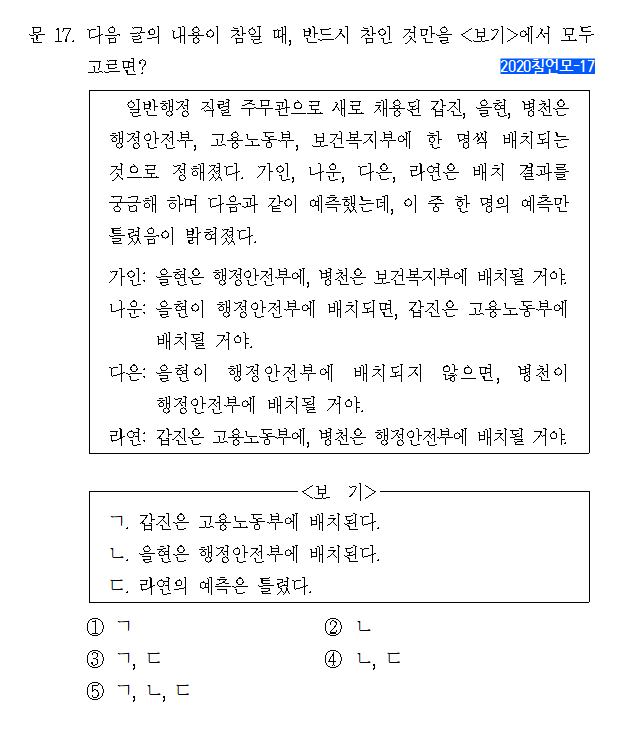 문 17. 다음 글의 내용이 참일 때, 반드시 참인 것만을 <보기>에서 모두
고르면?
2020침언모-17
일반행정 직렬 주무관으로 새로 채용된 갑진, 을현, 병천은
행정안전부, 고용노동부, 보건복지부에 한 명씩 배치되는
것으로 정해졌다. 가인, 나운, 다은, 라연은 배치 결과를
궁금해 하며 다음과 같이 예측했는데, 이 중 한 명의 예측만
틀렸음이 밝혀졌다.
가인: 을현은 행정안전부에, 병천은 보건복지부에 배치될 거야.
나운: 을현이 행정안전부에 배치되면, 갑진은 고용노동부에
배치될 거야.
다은: 을현이 행정안전부에 배치되지 않으면, 병천이
행정안전부에 배치될 거야.
라연: 갑진은 고용노동부에, 병천은 행정안전부에 배치될 거야.
<보 기>
ㄱ. 갑진은 고용노동부에 배치된다.
ㄴ. 을현은 행정안전부에 배치된다.
ㄷ. 라연의 예측은 틀렸다.
① ㄱ ② ㄴ
③ ㄱ, ㄷ ④ ㄴ, ㄷ
⑤ ㄱ, ㄴ, ㄷ